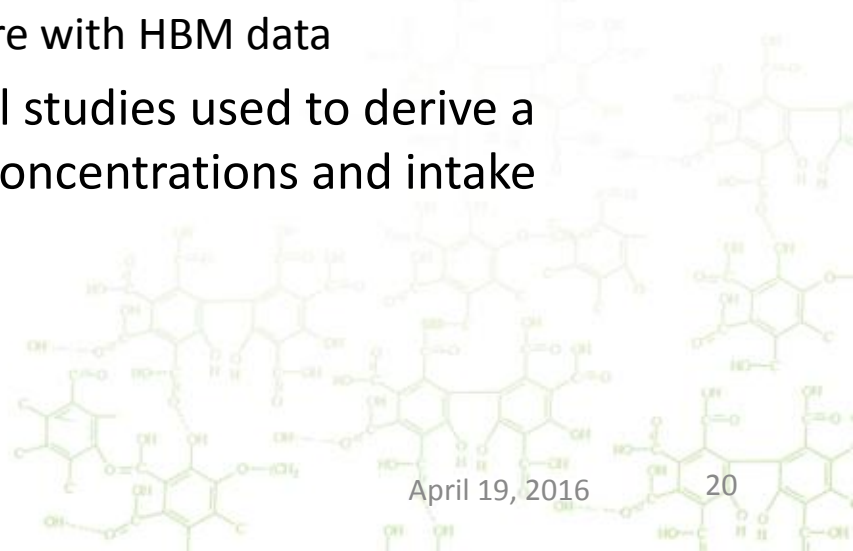 re with HBM data
l studies used to derive a
oncentrations and intake
April 19, 2016
20